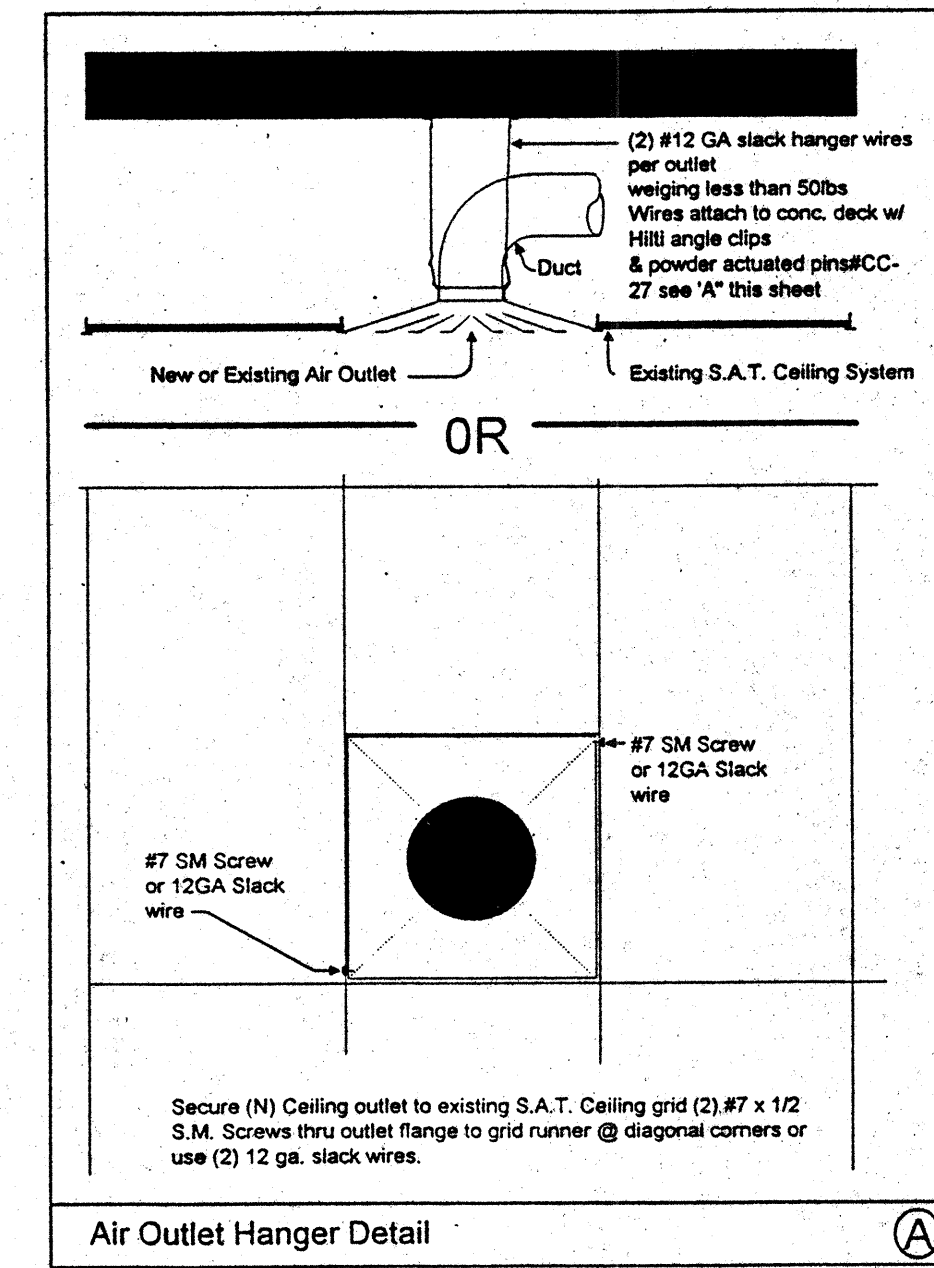 (2) #12 GA slack hanger wires
per outlet
weiging less than 50lbs
Wires attach to conc. deck w/
Hilti angle clips
& powder actuated pins#CC-
27 see 'A" this sheet
Duct
New or Existing Air Outlet
Existing S.A.T. Ceiling System
0R
#7 SM Screw
or 12GA Slack
wire
#7 SM Screw
or 12GA Slack
wire
Secure (N) Ceiling outlet to existing S.A.T. Ceiling grid (2) #7 x 1/2
S.M. Screws thru outlet flange to grid runner @ diagonal corners or
use (2) 12 ga. slack wires.
Air Outlet Hanger Detail
A